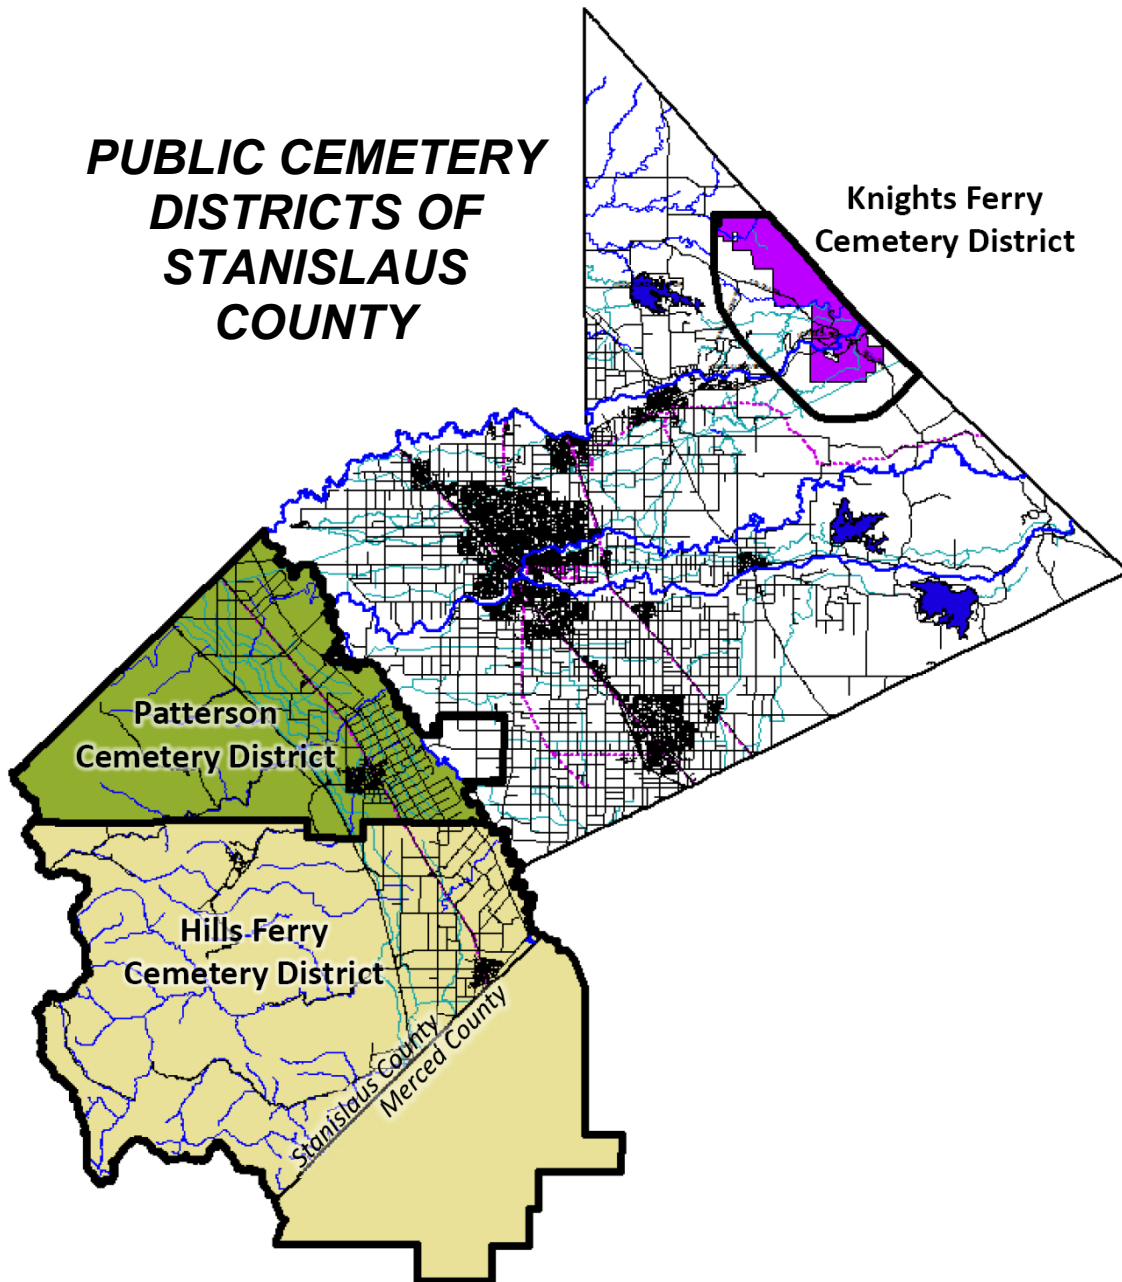 PUBLIC CEMETERY
DISTRICTS OF
STANISLAUS
COUNTY
Knights Ferry
Cemetery District
Patterson
Cemetery District
Hills Ferry
Cemetery District
Stanislaus County
Merced County